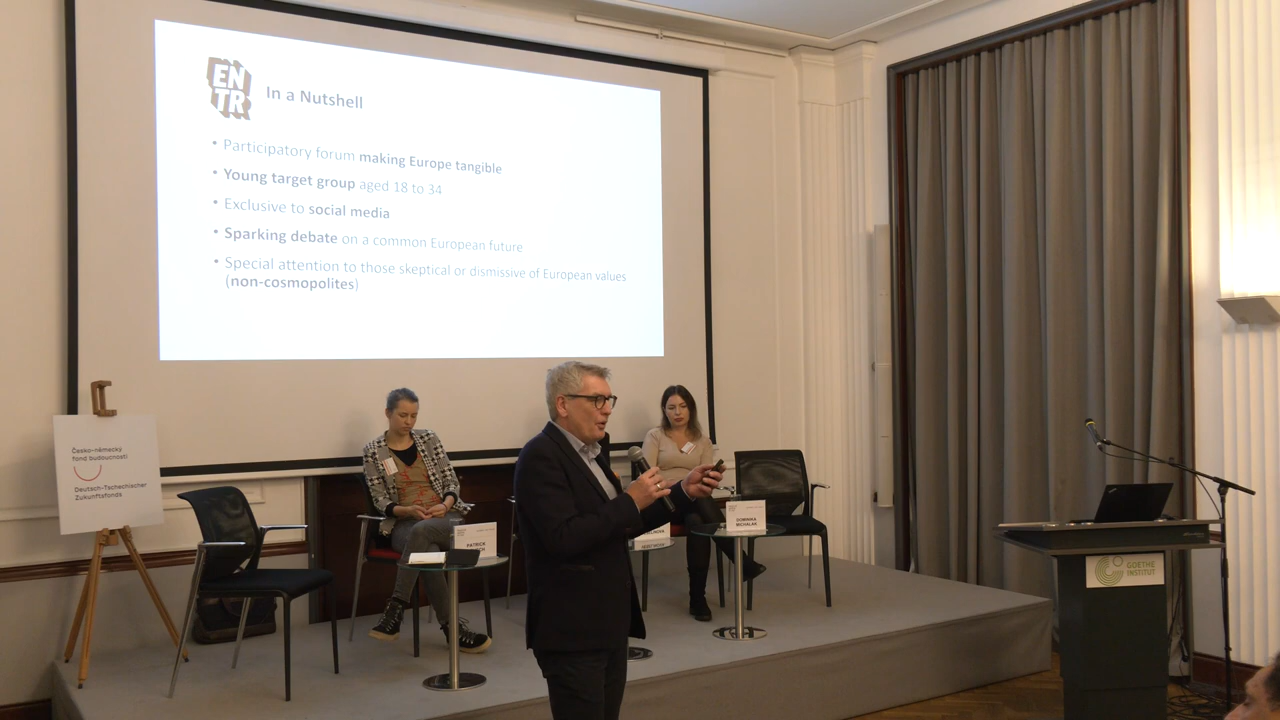 EN
TR
In a Nutshell
• Participatory forum making Europe tangible
• Young target group aged 18 to 34
• Exclusive to social media
• Sparking debate on a common European future
• Special attention to those skeptical or dismissive of European values
(non-cosmopolites)
Česko-německý
fond budoucnosti
Deutsch-Tschechischer
Zukunftsfonds
PATRICK
DOMINIKA
MICHALAK
GOETHE
INSTITUT